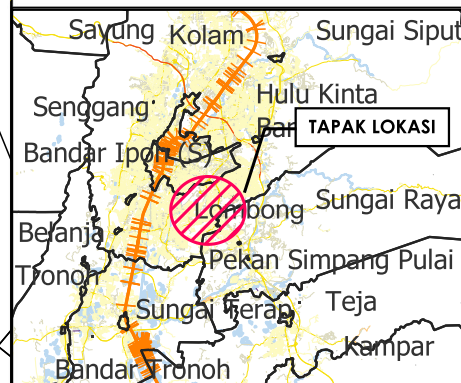 Sayung
Kolam
Sungai Siput
Senggang
Hulu Kinta
TAPAK LOKASI
Bandar Ipoh (S)
Lombong
Sungai Raya
Belanja
Pekan Simpang Pulai
Tronoh
Sungai Terap
Teja
Kampar
Bandar Tronoh